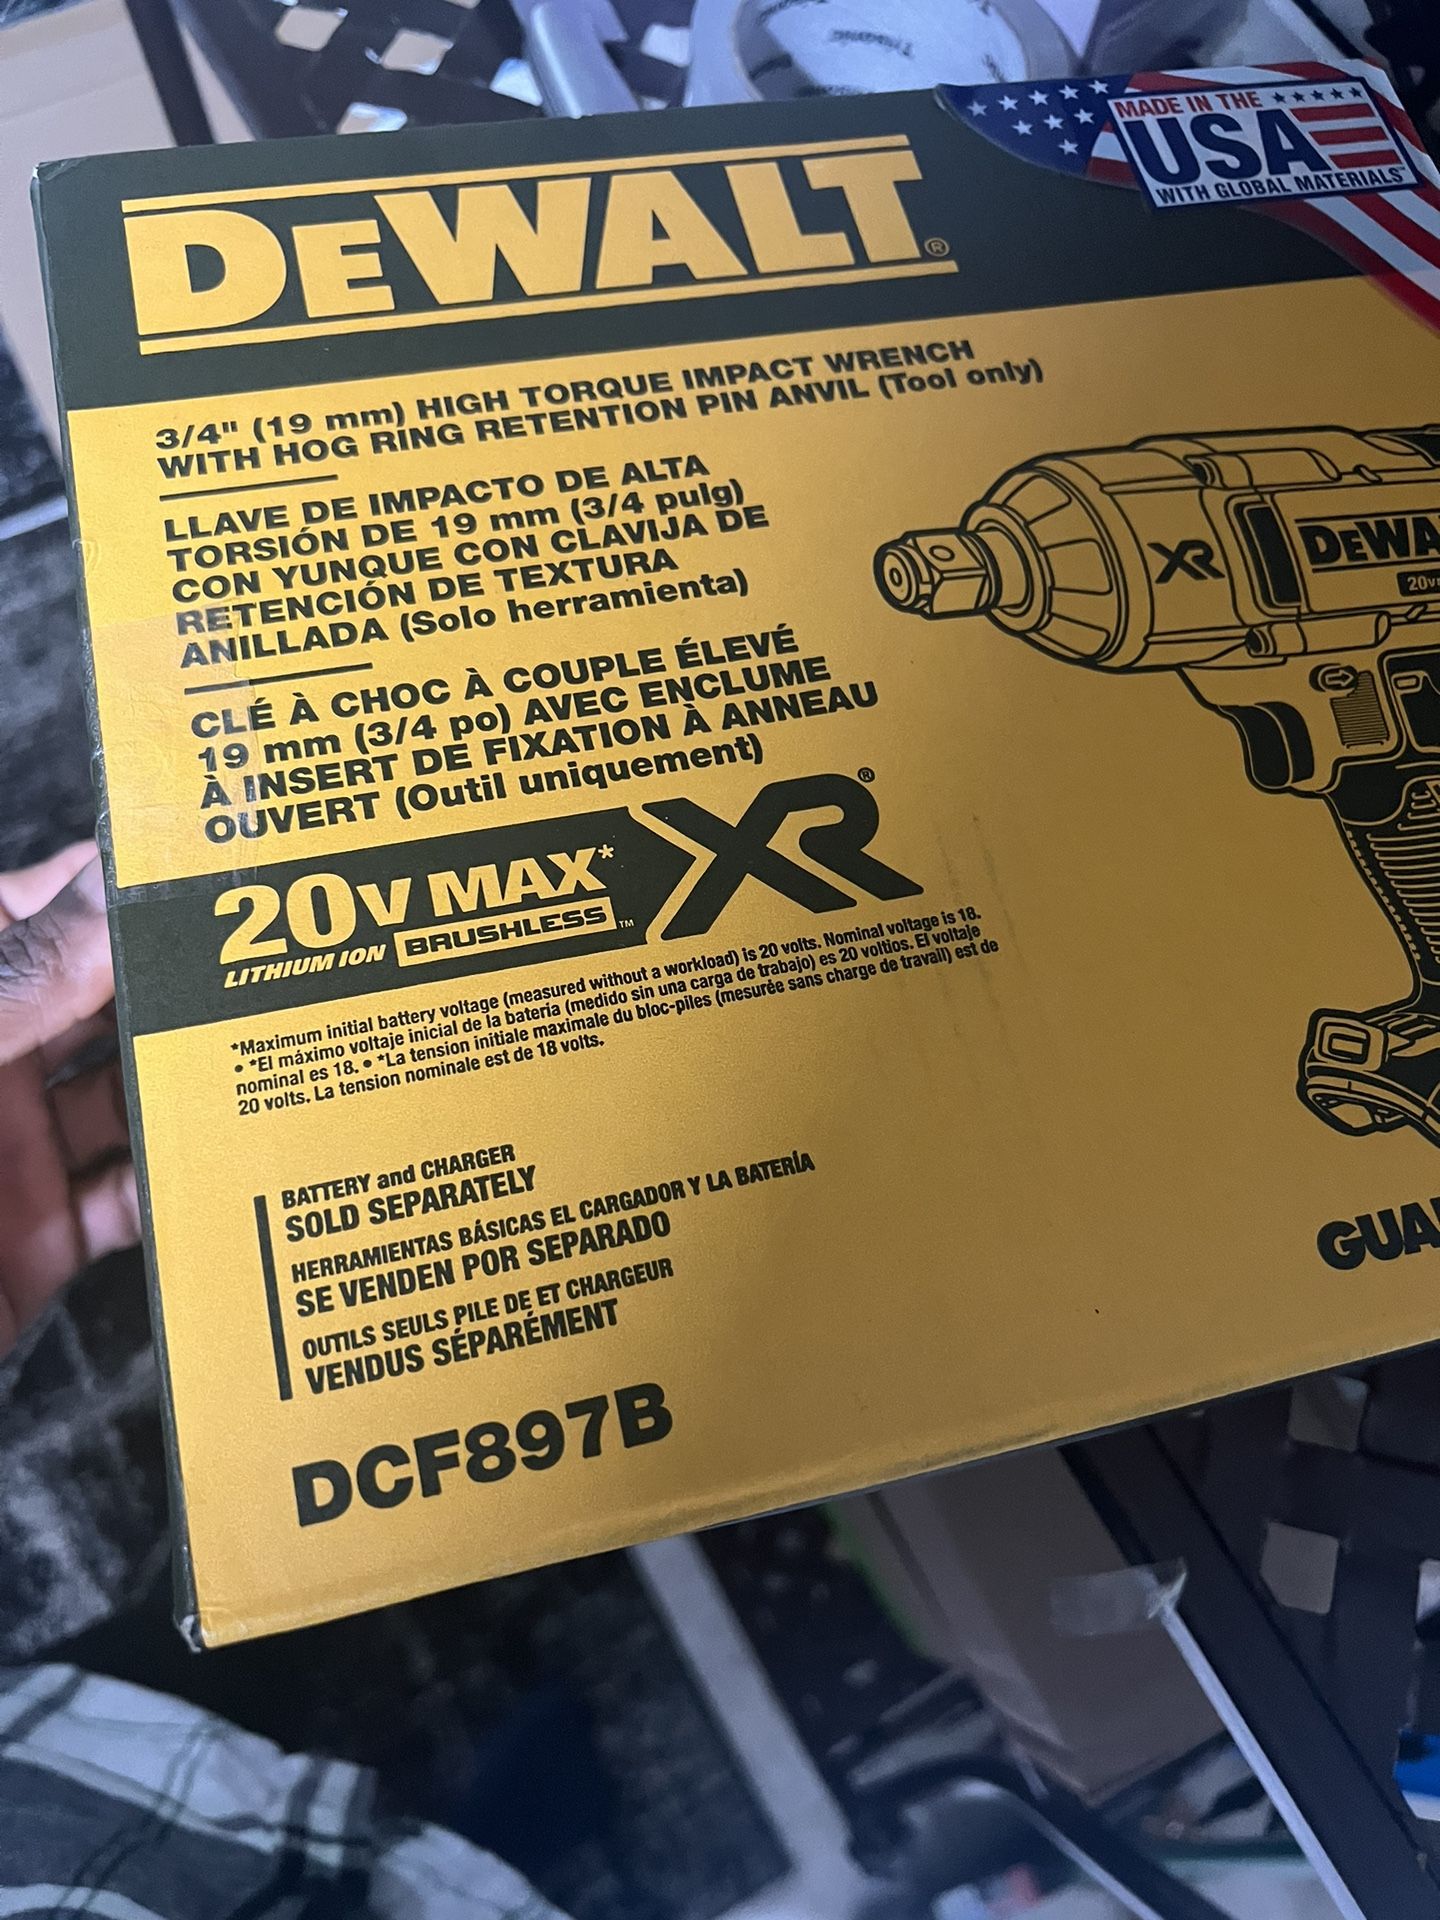 Trisonic
MADE IN THE
USA
WITH GLOBAL MATERIALS
DEWALT®
3/4" (19 mm) HIGH TORQUE IMPACT WRENCH
WITH HOG RING RETENTION PIN ANVIL (Tool only)
LLAVE DE IMPACTO DE ALTA
TORSIÓN DE 19 mm (3/4 pulg)
CON YUNQUE CON CLAVIJA DE
RETENCIÓN DE TEXTURA
ANILLADA (Solo herramienta)
CLÉ À CHOC À COUPLE ÉLEVÉ
19 mm (3/4 po) AVEC ENCLUME
À INSERT DE FIXATION À ANNEAU
OUVERT (Outil uniquement)
XR
DEWA
20V
20V MAX* XR®
LITHIUM ION BRUSHLESS™
*Maximum initial battery voltage (measured without a workload) is 20 volts. Nominal voltage is 18.
• *El máximo voltaje inicial de la bateria (medido sin una carga de trabajo) es 20 voltios. El voltaje
nominal es 18. • *La tension initiale maximale du bloc-piles (mesurée sans charge de travail) est de
20 volts. La tension nominale est de 18 volts.
BATTERY and CHARGER
SOLD SEPARATELY
HERRAMIENTAS BÁSICAS EL CARGADOR Y LA BATERÍA
SE VENDEN POR SEPARADO
OUTILS SEULS PILE DE ET CHARGEUR
VENDUS SÉPARÉMENT
GUA
DCF897B